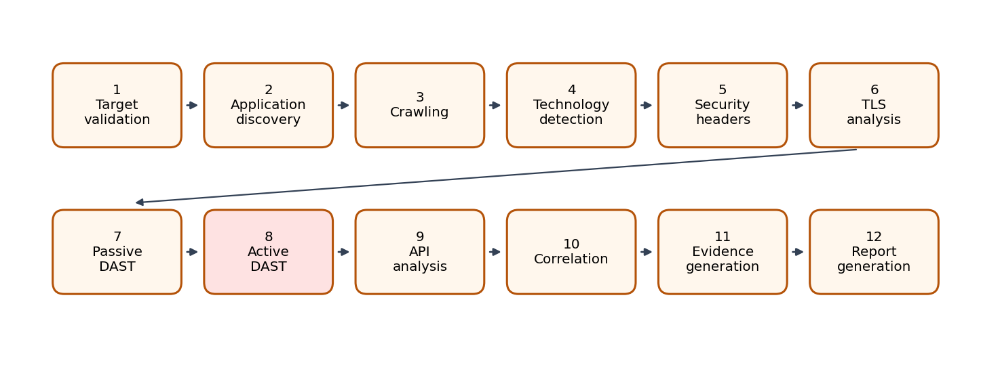 1
Target
validation
2
Application
discovery
3
Crawling
4
Technology
detection
5
Security
headers
6
TLS
analysis
7
Passive
DAST
8
Active
DAST
9
API
analysis
10
Correlation
11
Evidence
generation
12
Report
generation